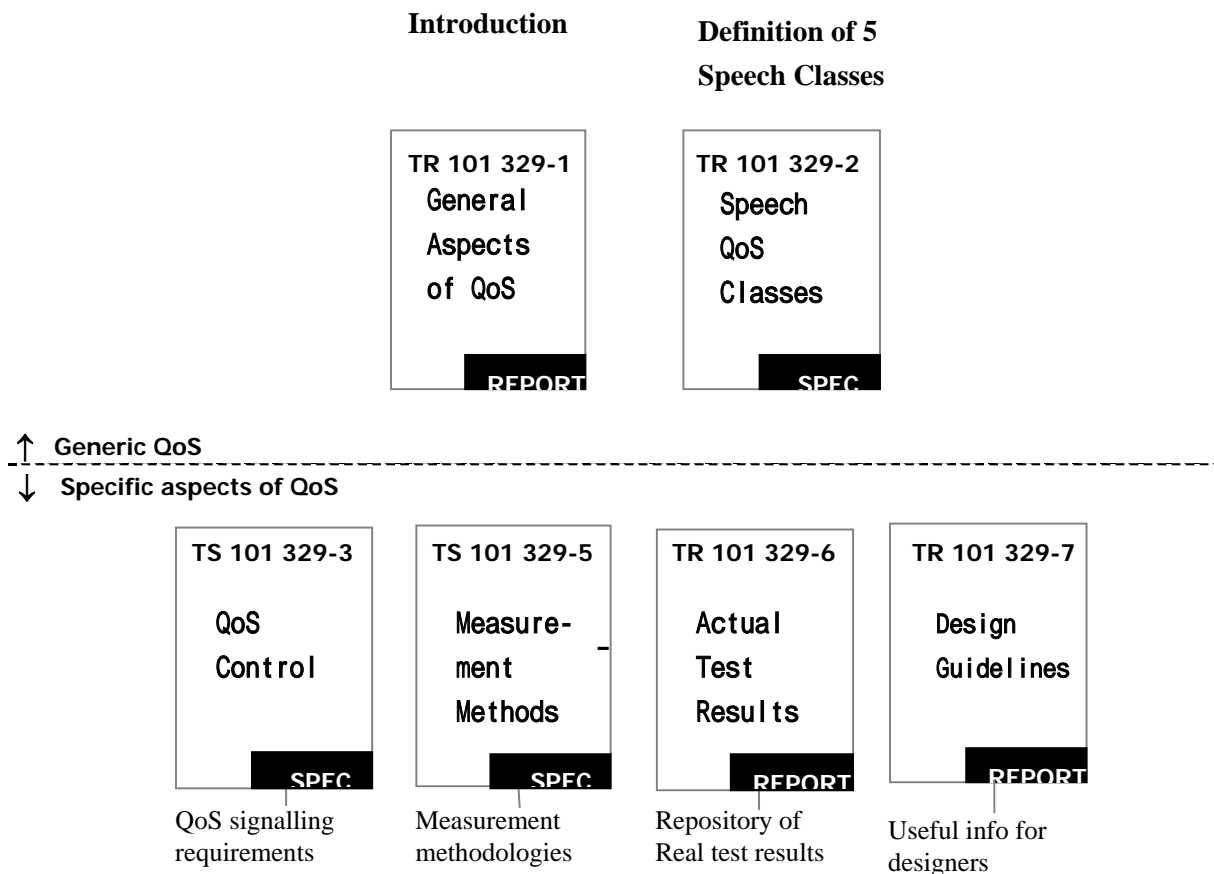 Introduction
Definition of 5
Speech Classes
TR 101 329-1
General
Aspects
of QoS
REPORT
TR 101 329-2
Speech
QoS
Classes
SPEC
↑ Generic QoS
↓ Specific aspects of QoS
TS 101 329-3
QoS
Control
SPEC
QoS signalling
requirements
TS 101 329-5
Measure-
ment
Methods
SPEC
Measurement
methodologies
TR 101 329-6
Actual
Test
Results
REPORT
Repository of
Real test results
TR 101 329-7
Design
Guidelines
REPORT
Useful info for
designers